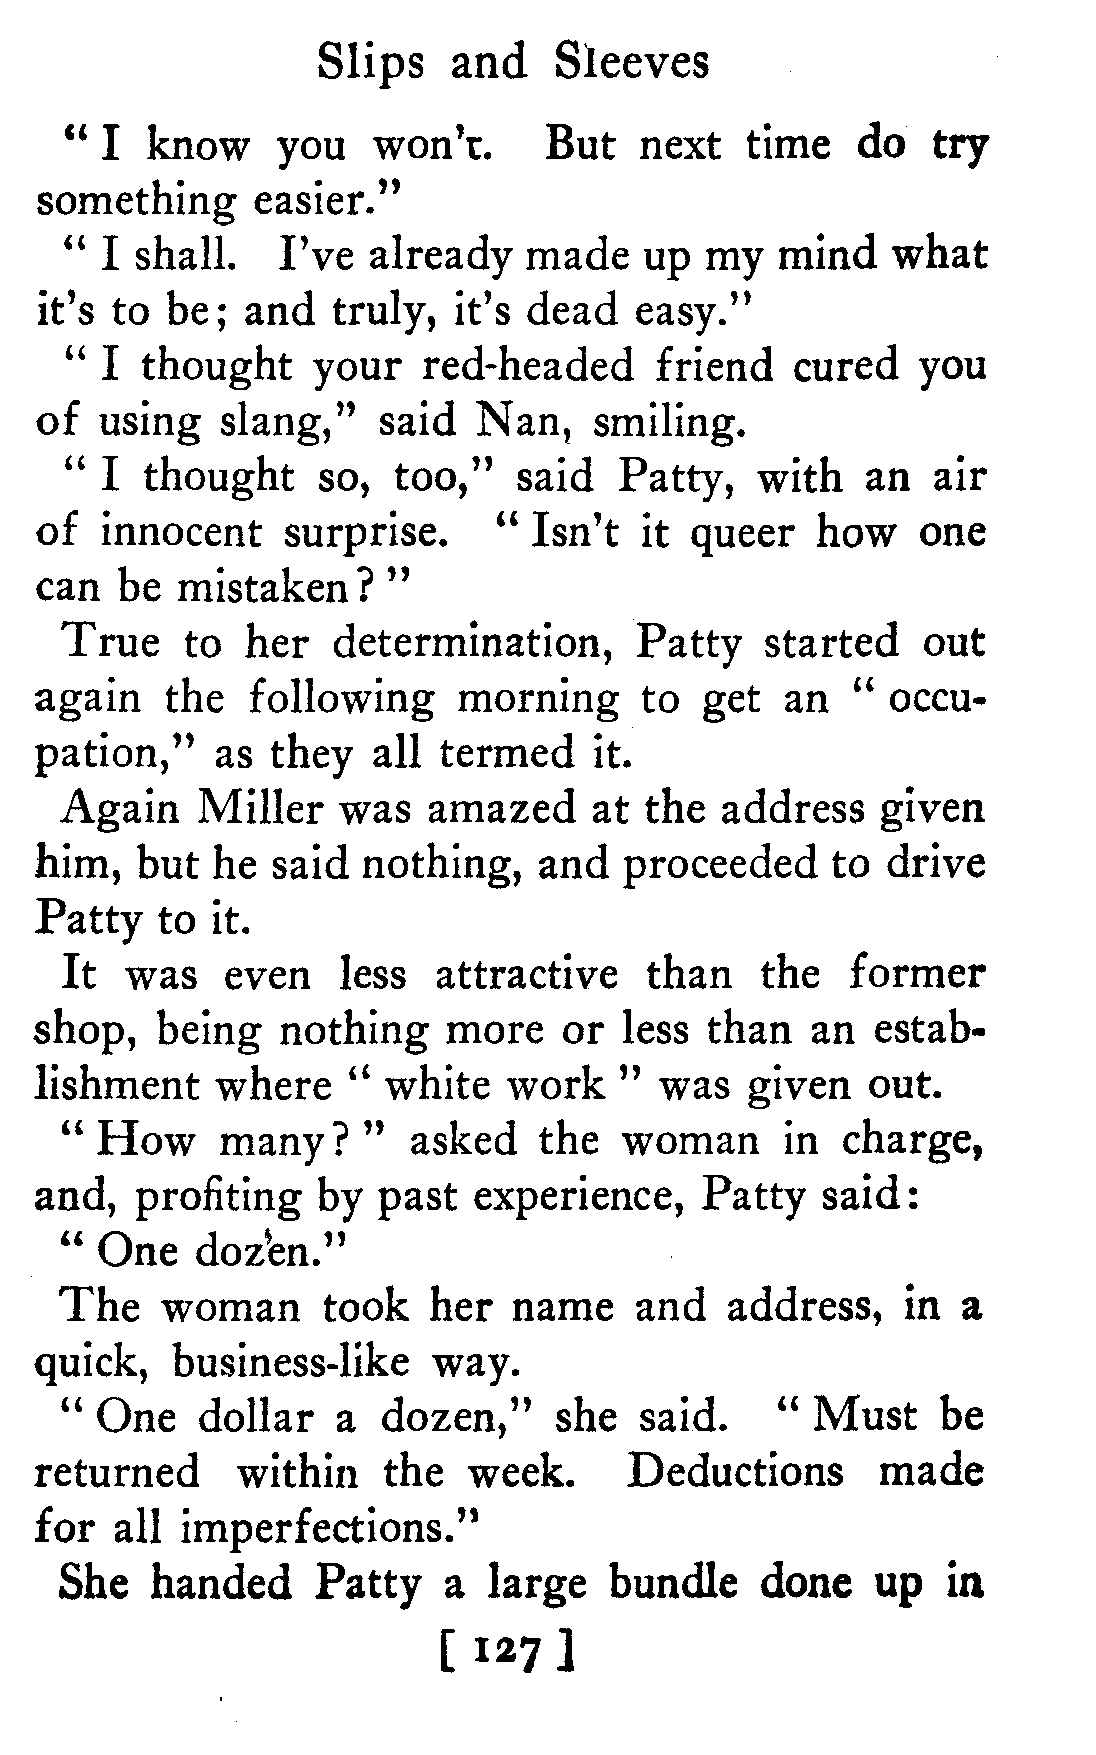 Slips and Sleeves
" I know you won't. But next time do try
something easier."
" I shall. I've already made up my mind what
it's to be; and truly, it's dead easy."
" I thought your red-headed friend cured you
of using slang," said Nan, smiling.
" I thought so, too," said Patty, with an air
of innocent surprise. " Isn't it queer how one
can be mistaken? "
True to her determination, Patty started out
again the following morning to get an " occu-
pation," as they all termed it.
Again Miller was amazed at the address given
him, but he said nothing, and proceeded to drive
Patty to it.
It was even less attractive than the former
shop, being nothing more or less than an estab-
lishment where " white work " was given out.
" How many? " asked the woman in charge,
and, profiting by past experience, Patty said:
" One dozen."
The woman took her name and address, in a
quick, business-like way.
" One dollar a dozen," she said. " Must be
returned within the week. Deductions made
for all imperfections."
She handed Patty a large bundle done up in
[ 127 ]